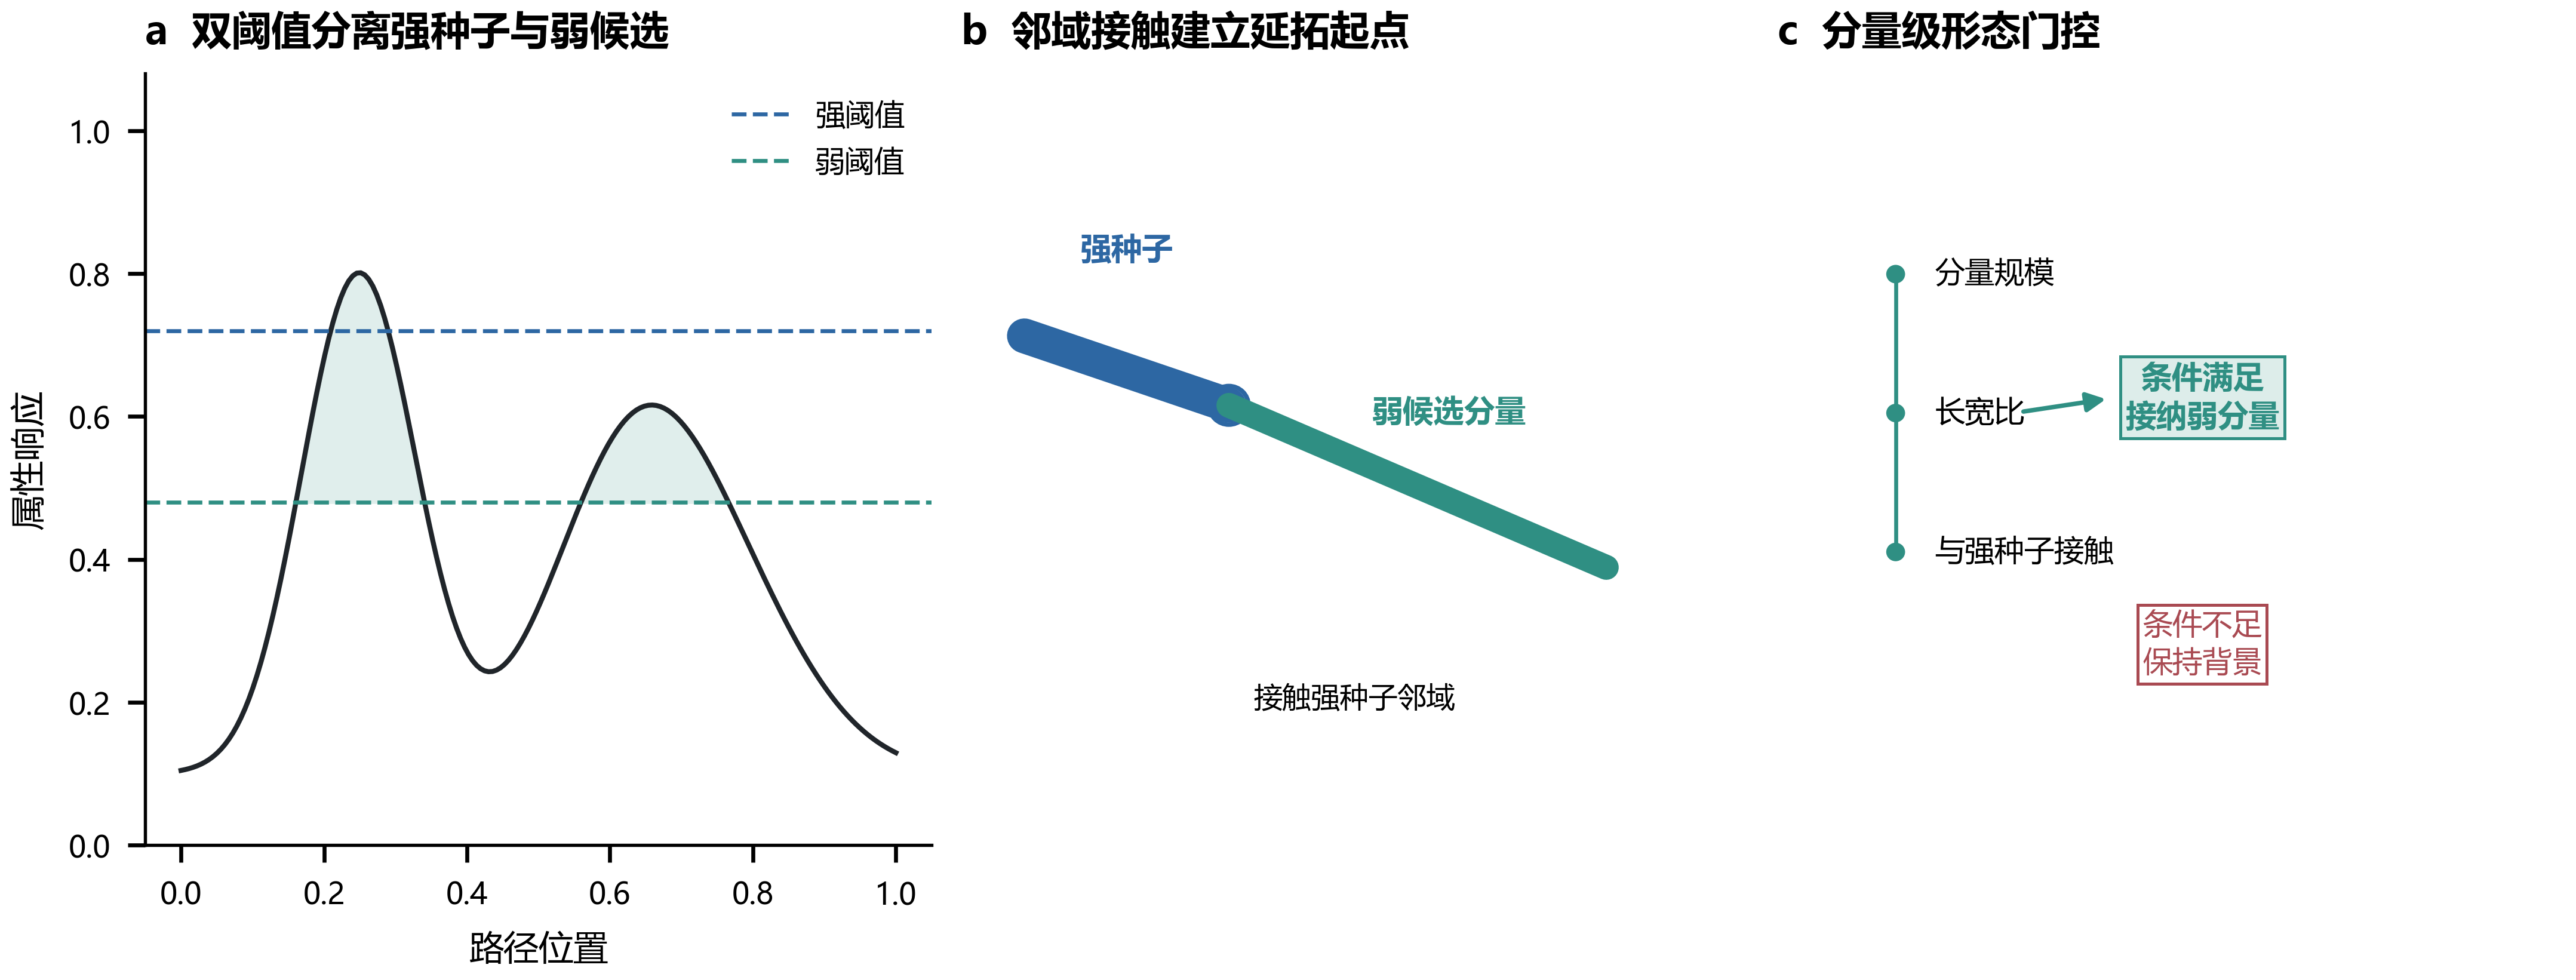 a 双阈值分离强种子与弱候选
强阈值
弱阈值
1.0
0.8
0.6
0.4
0.2
0.0
属性响应
0.0 0.2 0.4 0.6 0.8 1.0
路径位置
b 邻域接触建立延拓起点
强种子
弱候选分量
接触强种子邻域
c 分量级形态门控
分量规模
长宽比
与强种子接触
条件满足
接纳弱分量
条件不足
保持背景